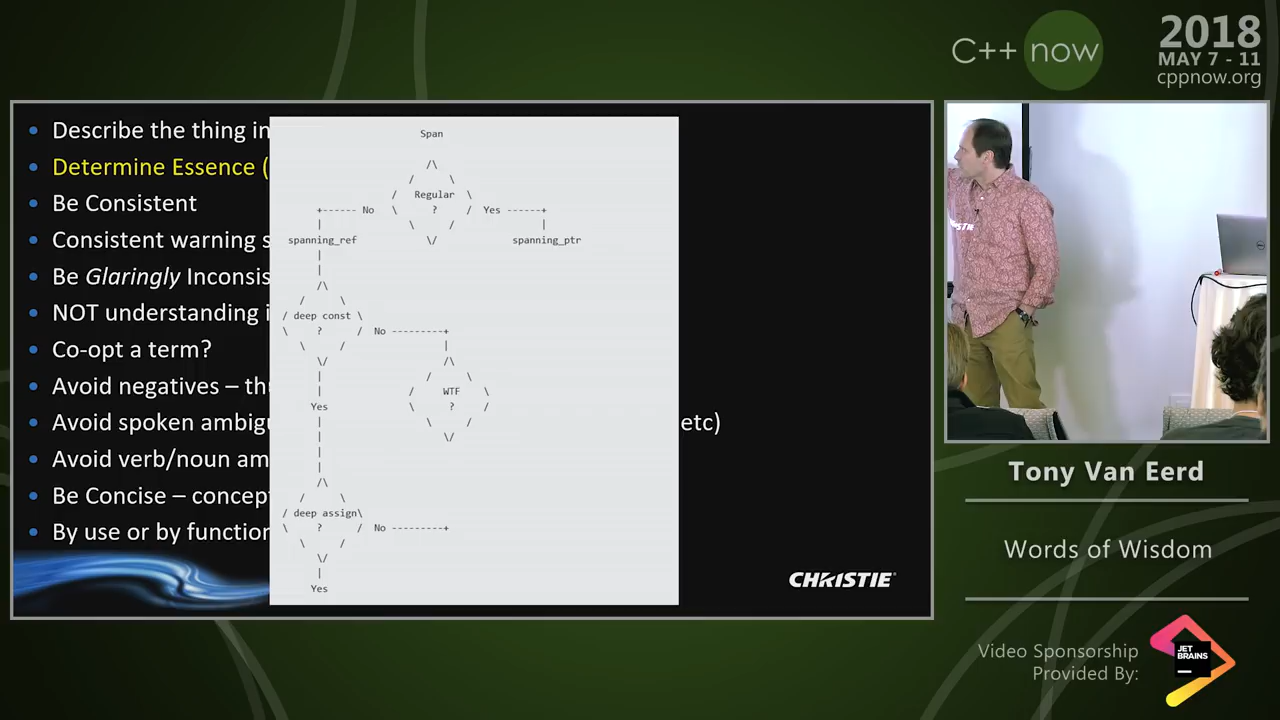 C++ now
2018
MAY 7 - 11
cppnow.org
Describe the thing in
Determine Essence (
Be Consistent
Consistent warning s
Be Glaringly Inconsis
NOT understanding i
Co-opt a term?
Avoid negatives – th
Avoid spoken ambig etc)
Avoid verb/noun am
Be Concise – concept
By use or by function
Span
Regular
No ? Yes
spanning_ref spanning_ptr
deep const
? No
WTF
Yes ?
deep assign
? No
Yes
CHRISTIE
Tony Van Eerd
Words of Wisdom
Video Sponsorship
Provided By:
JET
BRAINS